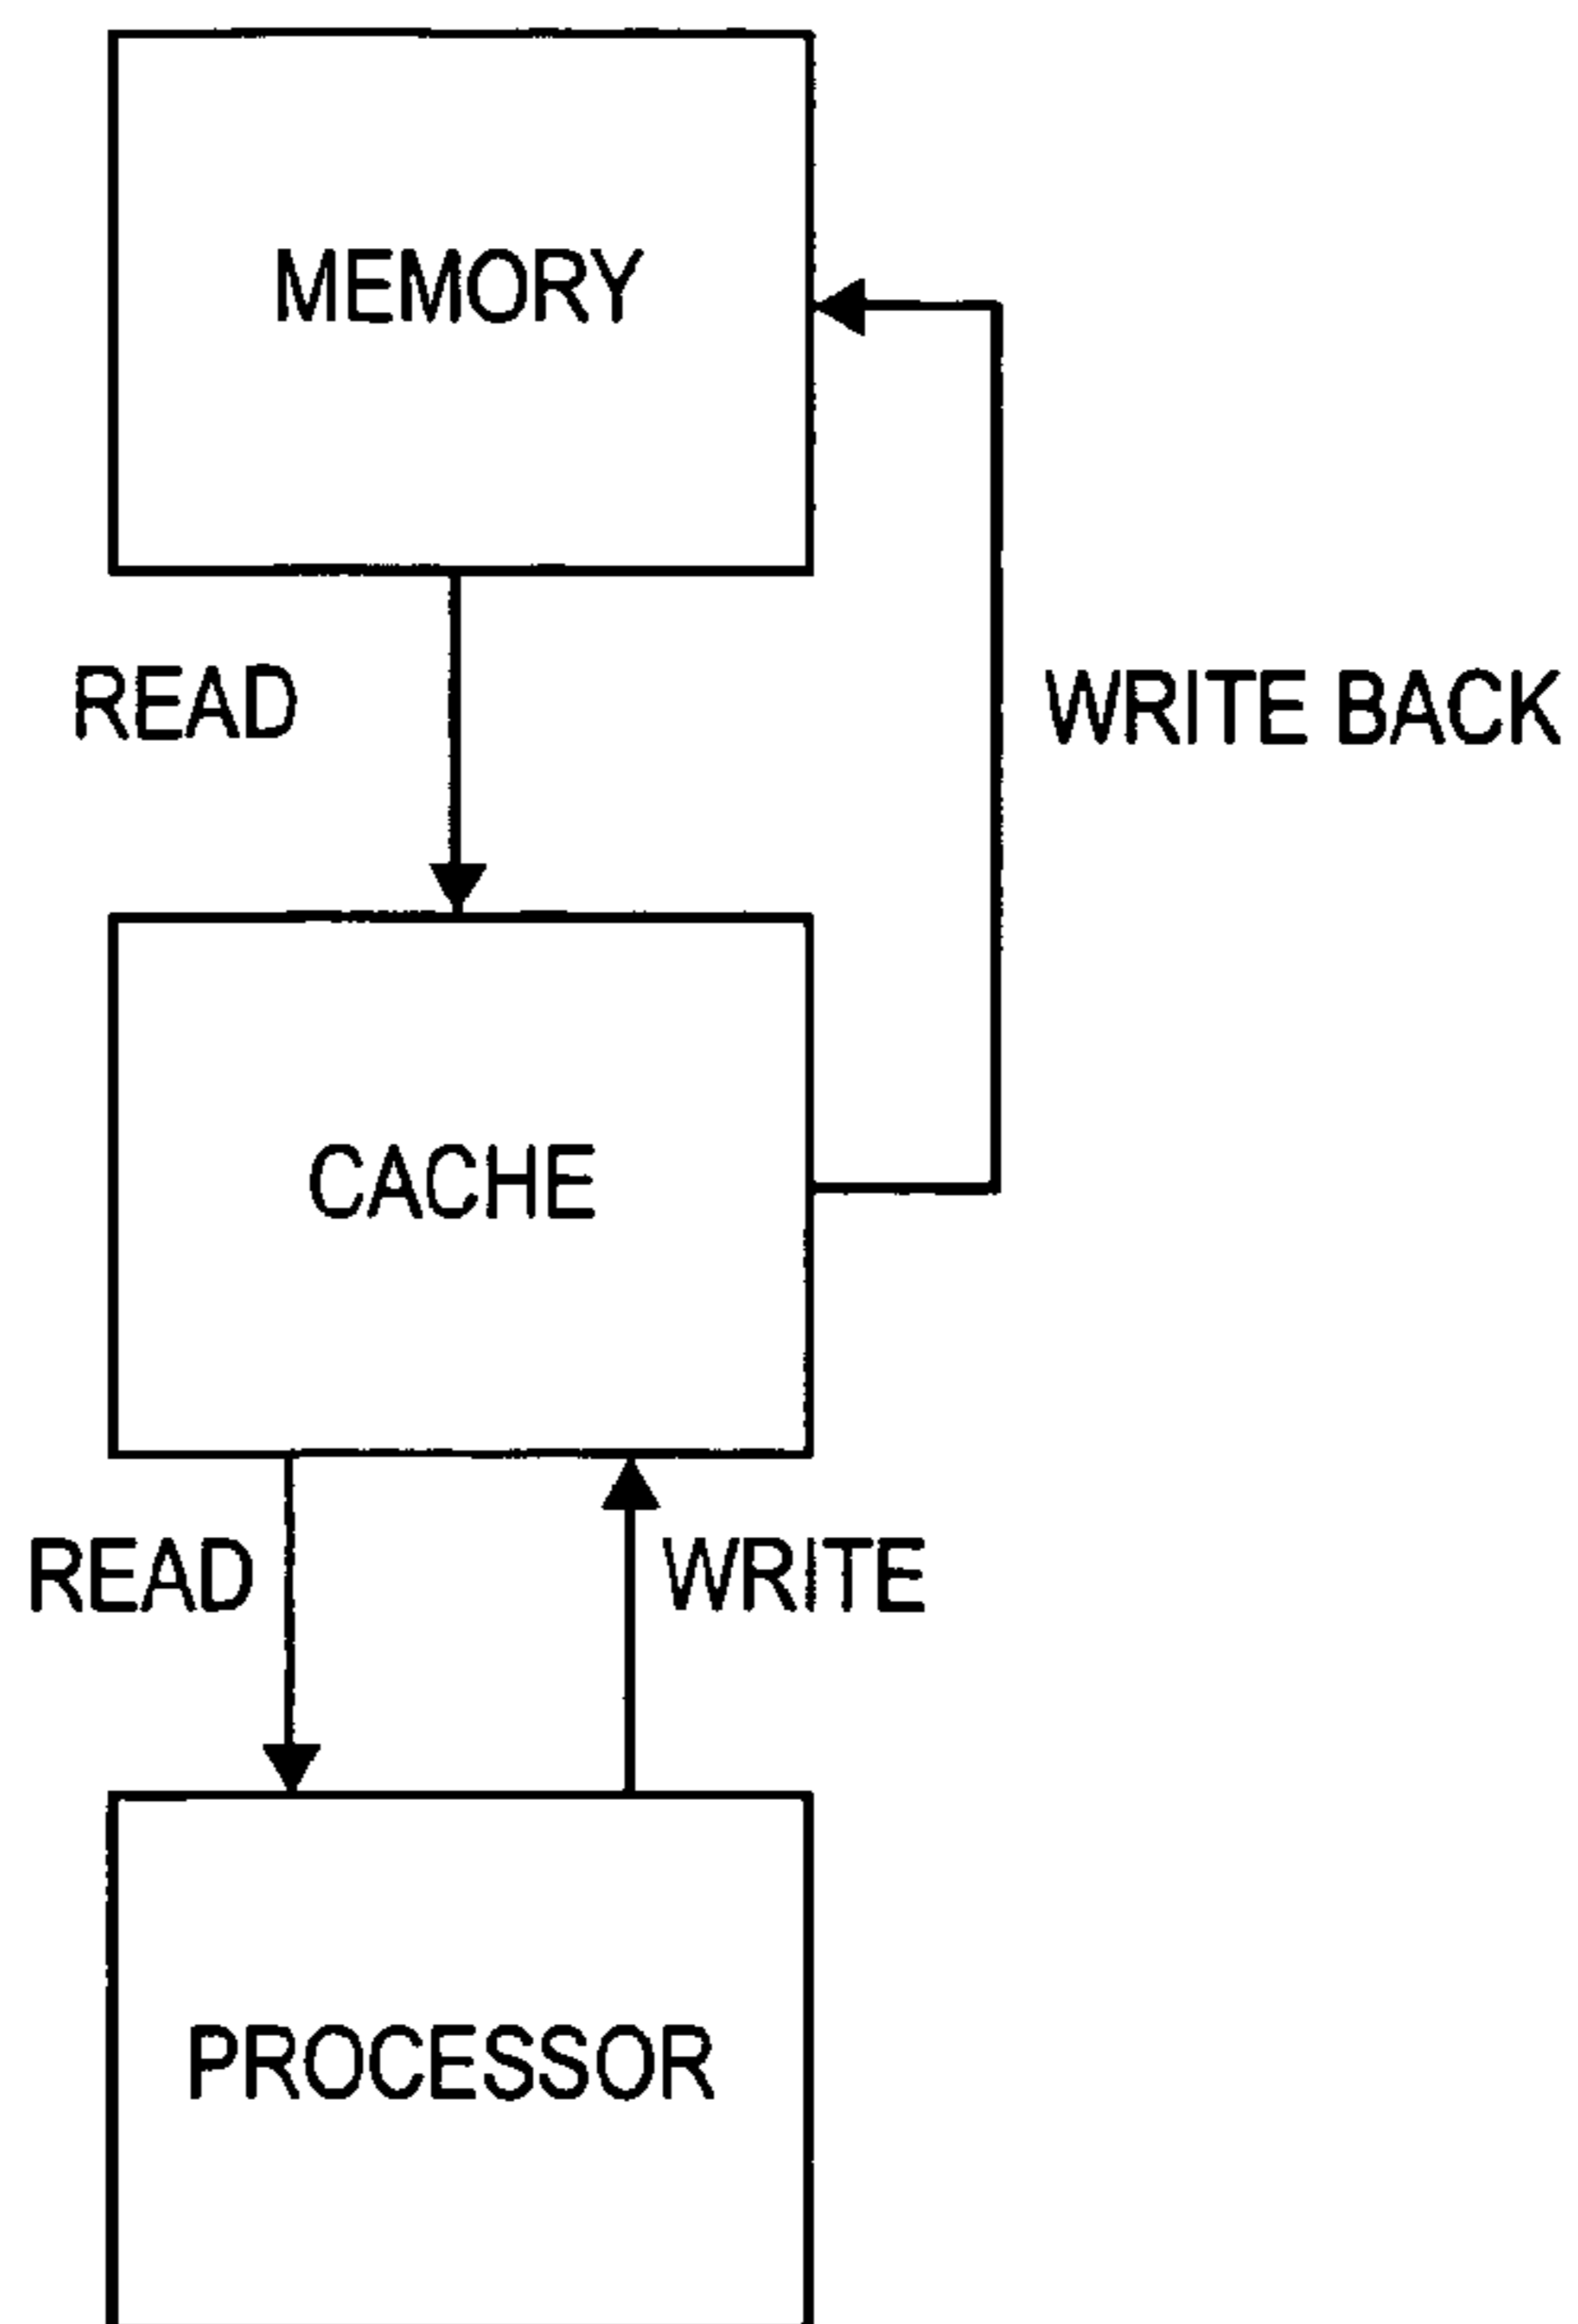 MEMORY
READ
WRITE BACK
CACHE
READ
WRITE
PROCESSOR